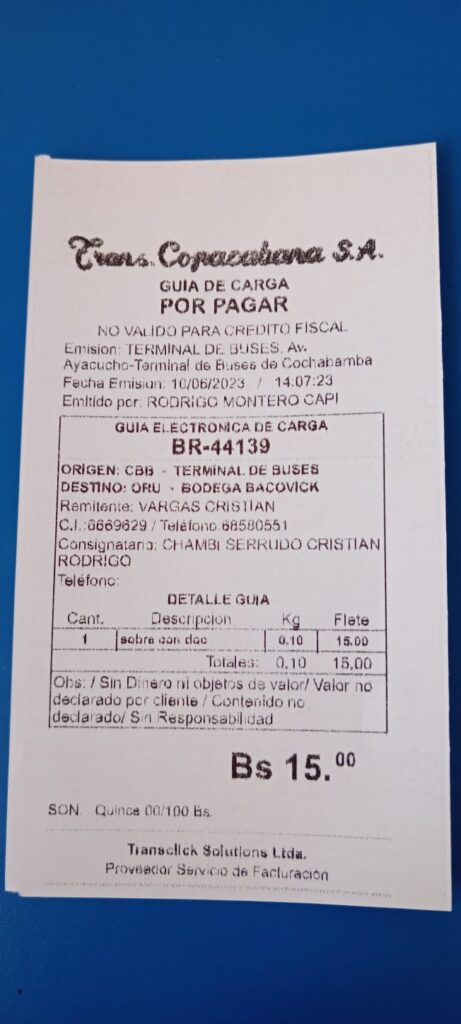 Trans. Copacabana S.A.
GUIA DE CARGA
POR PAGAR
NO VALIDO PARA CREDITO FISCAL
Emision: TERMINAL DE BUSES, Av.
Ayacucho-Terminal de Buses de Cochabamba
Fecha Emision: 10/06/2023 / 14:07:23
Emitido por: RODRIGO MONTERO CAPI
GUIA ELECTRONICA DE CARGA
BR-44139
ORIGEN: CBB - TERMINAL DE BUSES
DESTINO: ORU - BODEGA BACOVICK
Remitente: VARGAS CRISTIAN
C.I.:6669629 / Teléfono:68580551
Consignatario: CHAMBI SERRUDO CRISTIAN
RODRIGO
Teléfono:
DETALLE GUIA
Cant. Descripcion Kg Flete
1 sobre con doc 0.10 15.00
Totales: 0,10 15,00
Obs: / Sin Dinero ni objetos de valor/ Valor no
declarado por cliente / Contenido no
declarado/ Sin Responsabilidad
Bs 15.00
SON: Quince 00/100 Bs.
Transclick Solutions Ltda.
Proveedor Servicio de Facturación